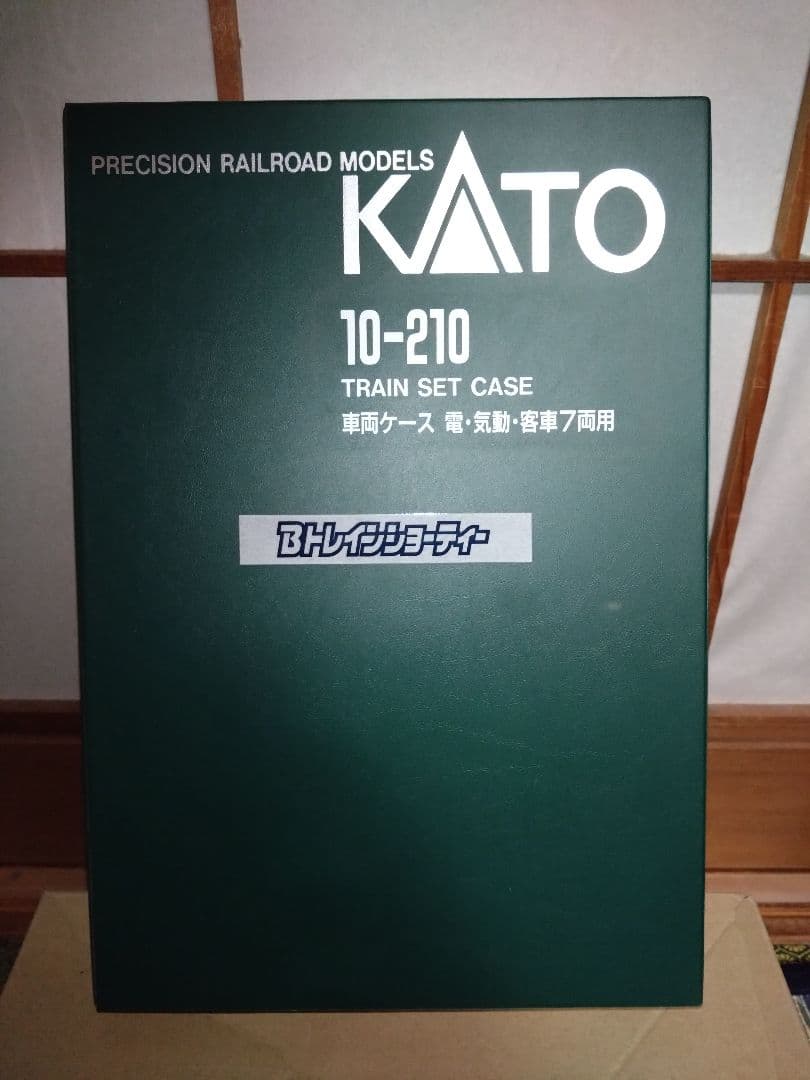 PRECISION RAILROAD MODELS
KATO
10-210
TRAIN SET CASE
車両ケース 電・気動・客車7両用
Bトレインショーティー